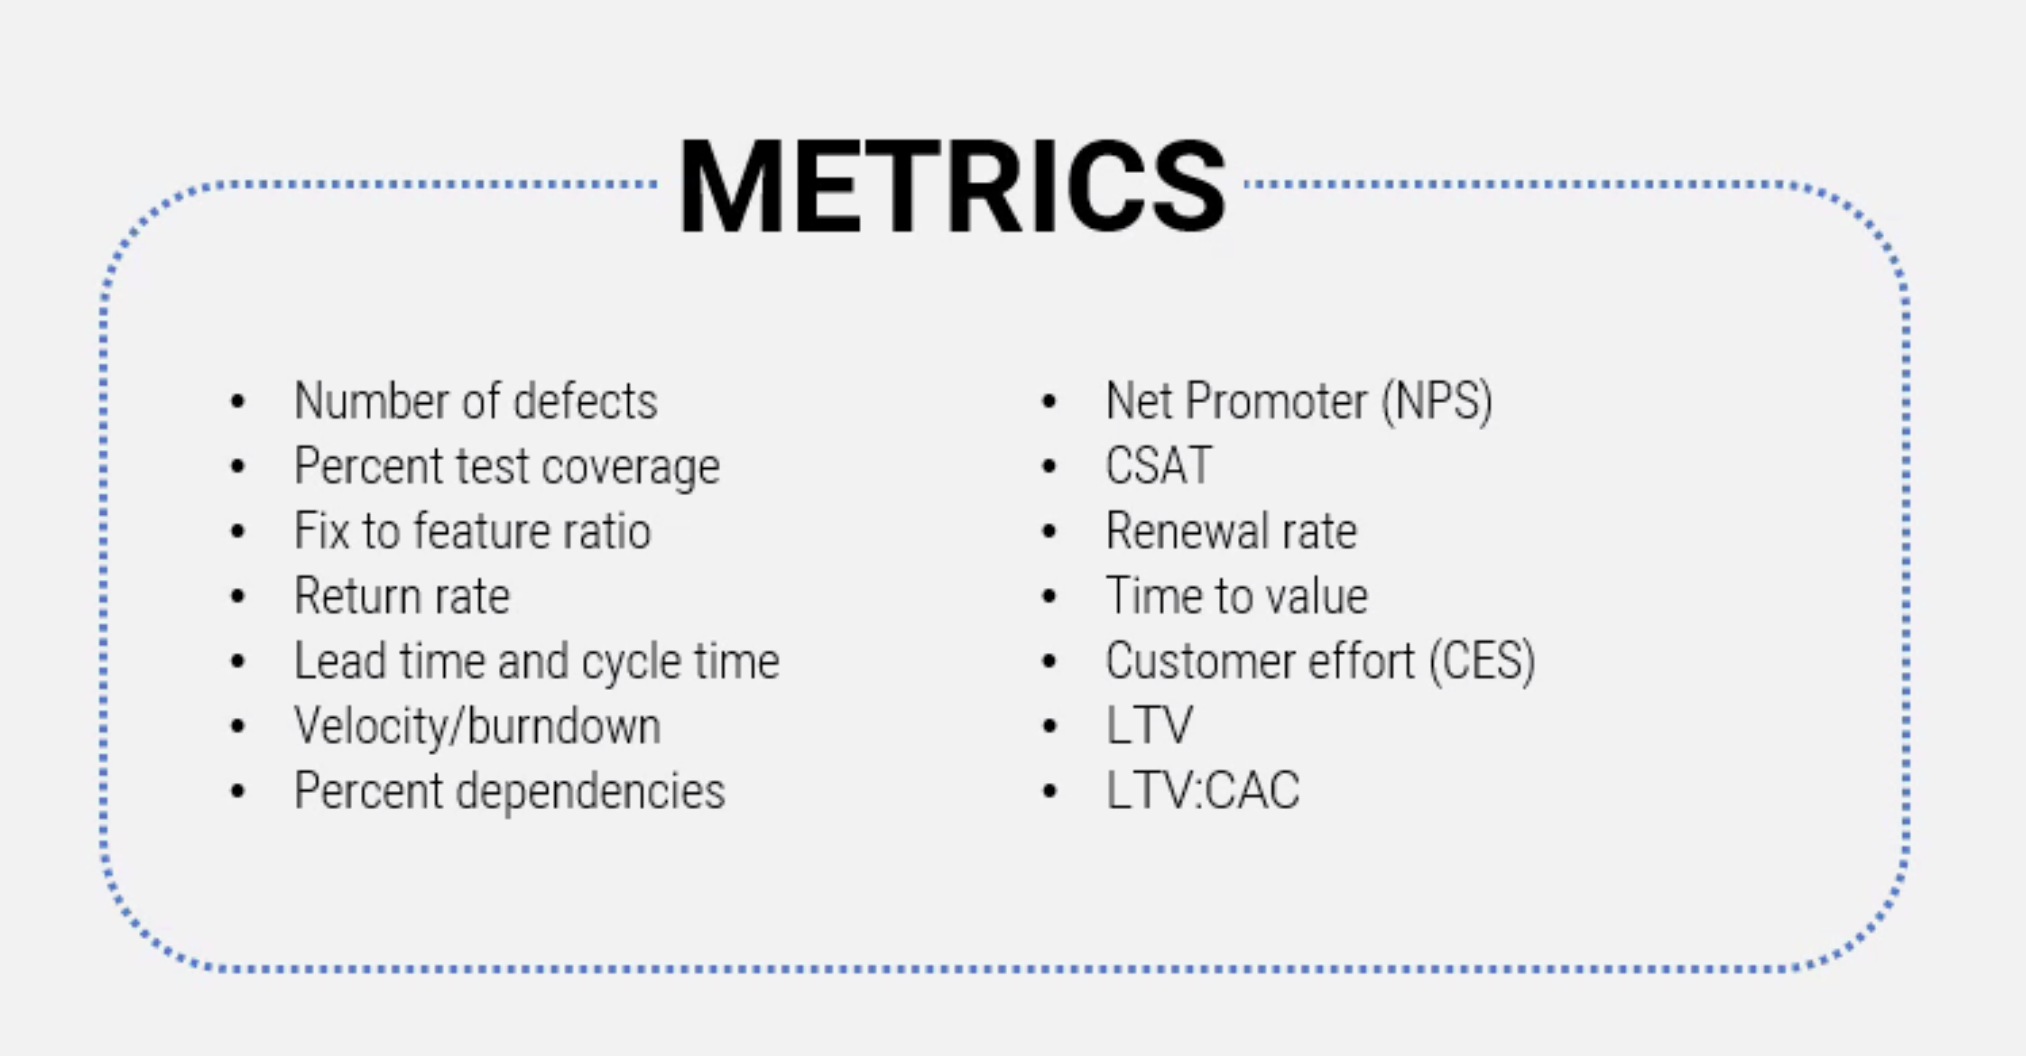 METRICS
• Number of defects
• Percent test coverage
• Fix to feature ratio
• Return rate
• Lead time and cycle time
• Velocity/burndown
• Percent dependencies
• Net Promoter (NPS)
• CSAT
• Renewal rate
• Time to value
• Customer effort (CES)
• LTV
• LTV:CAC